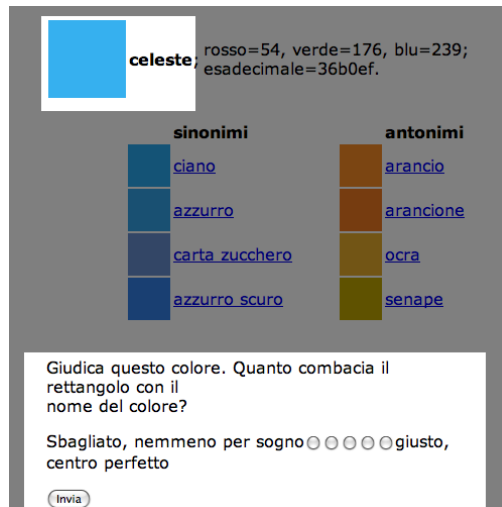 celeste; rosso=54, verde=176, blu=239;
esadecimale=36b0ef.
sinonimi antonimi
ciano arancio
azzurro arancione
carta zucchero ocra
azzurro scuro senape
Giudica questo colore. Quanto combacia il
rettangolo con il
nome del colore?
Sbagliato, nemmeno per sogno giusto,
centro perfetto
Invia